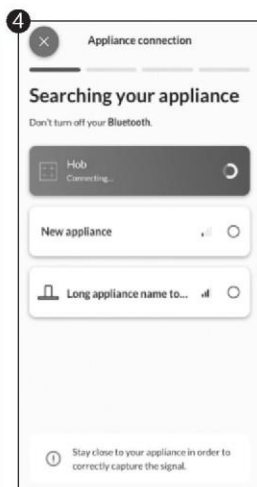 4
Appliance connection
Searching your appliance
Don't turn off your Bluetooth.
Hob
Connecting...
New appliance
Long appliance name to...
Stay close to your appliance in order to
correctly capture the signal.